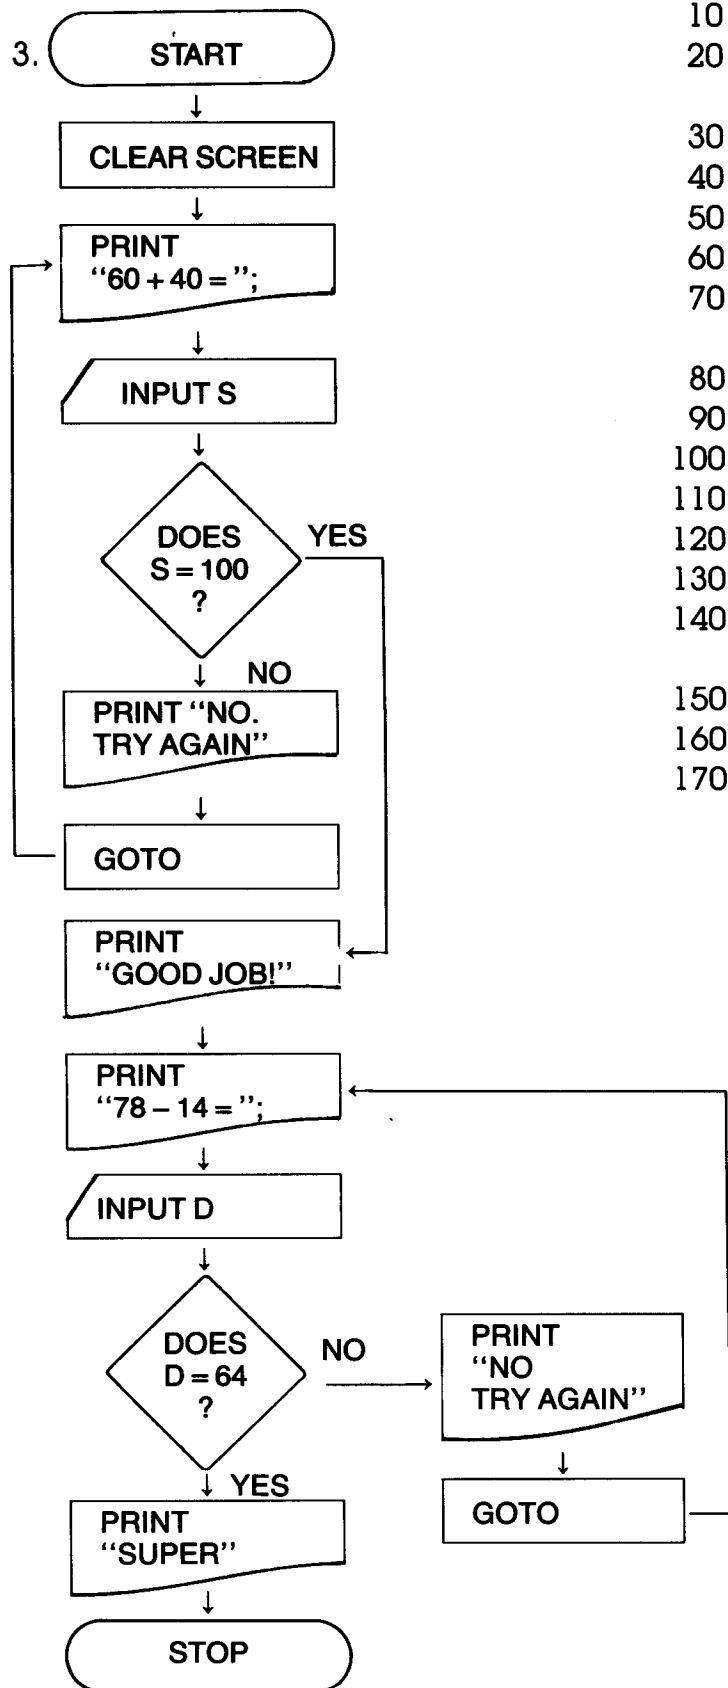 3.
START
CLEAR SCREEN
PRINT
“60 + 40 = ”;
INPUT S
DOES
S = 100
?
YES
NO
PRINT “NO.
TRY AGAIN”
GOTO
PRINT
“GOOD JOB!”
PRINT
“78 – 14 = ”;
INPUT D
DOES
D = 64
?
NO
PRINT
“NO
TRY AGAIN”
GOTO
YES
PRINT
“SUPER”
STOP
10
20
30
40
50
60
70
80
90
100
110
120
130
140
150
160
170